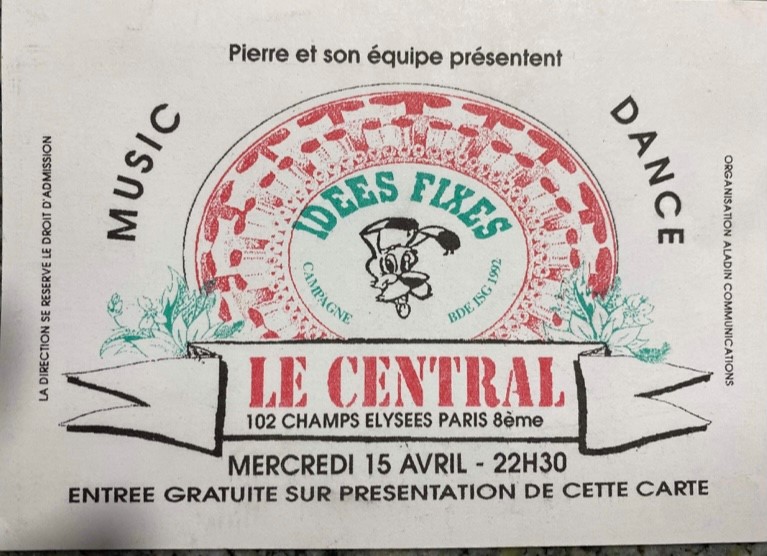 Pierre et son équipe présentent
MUSIC
DANCE
IDEES FIXES
CAMPAGNE
BDE ISG 1992
LA DIRECTION SE RESERVE LE DROIT D'ADMISSION
ORGANISATION ALADIN COMMUNICATIONS
LE CENTRAL
102 CHAMPS ELYSEES PARIS 8ème
MERCREDI 15 AVRIL - 22H30
ENTREE GRATUITE SUR PRESENTATION DE CETTE CARTE